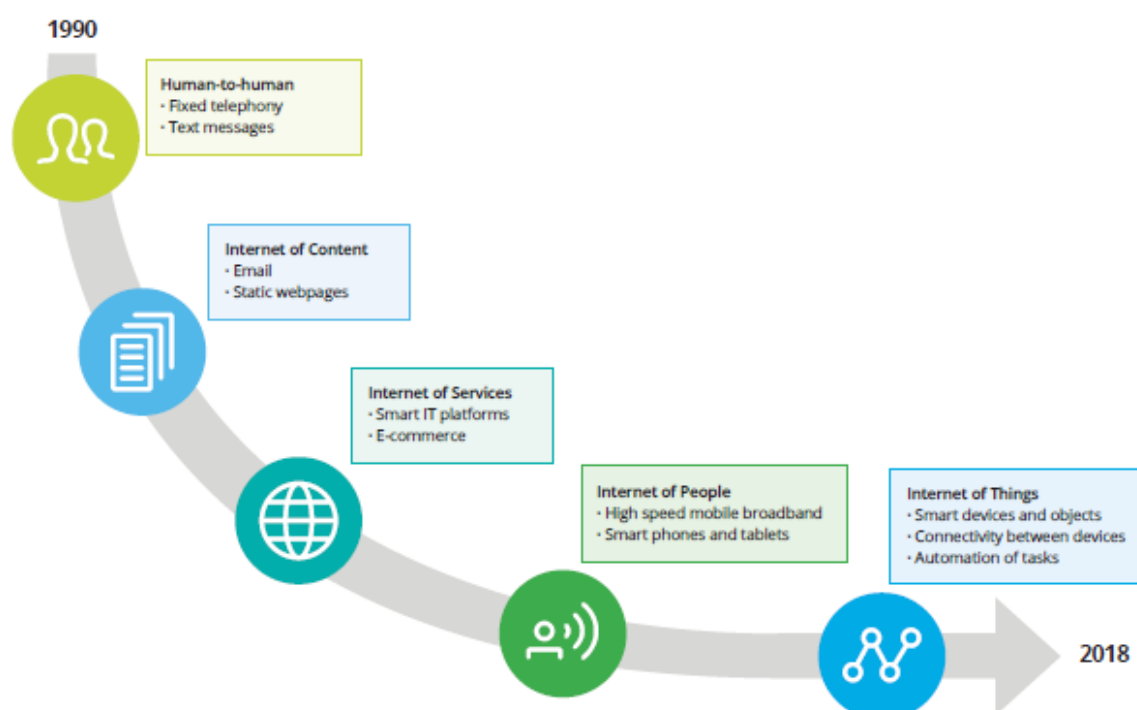 1990
Human-to-human
· Fixed telephony
· Text messages
Internet of Content
· Email
· Static webpages
Internet of Services
· Smart IT platforms
· E-commerce
Internet of People
· High speed mobile broadband
· Smart phones and tablets
Internet of Things
· Smart devices and objects
· Connectivity between devices
· Automation of tasks
2018